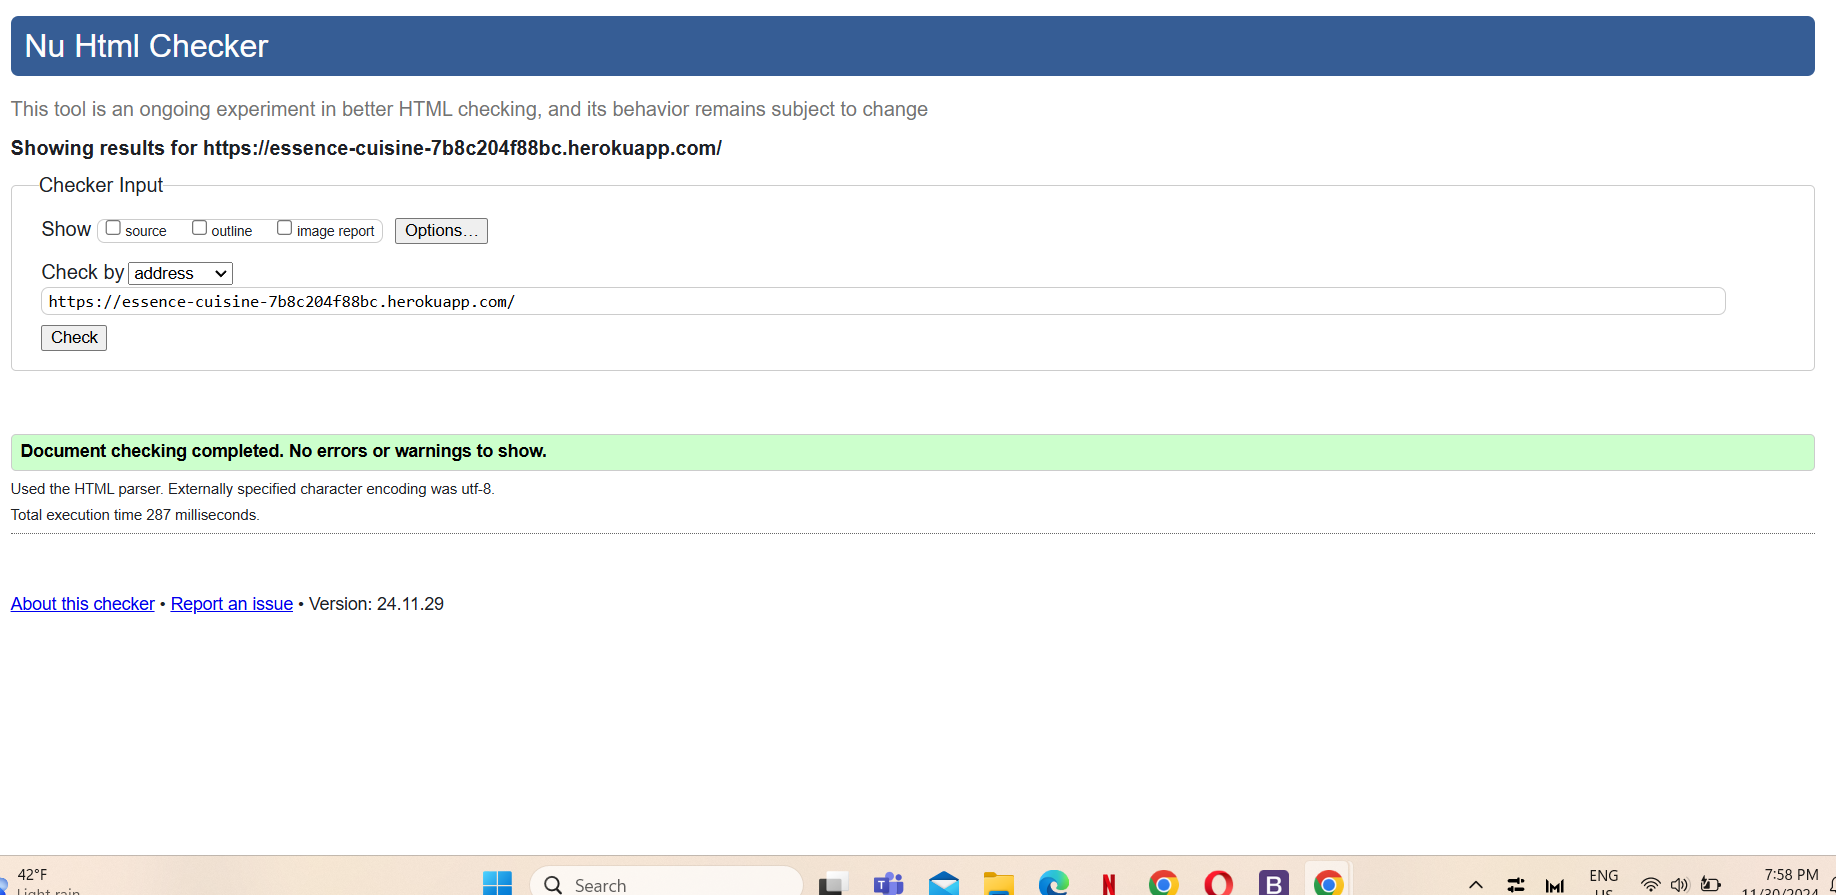 Nu Html Checker
This tool is an ongoing experiment in better HTML checking, and its behavior remains subject to change
Showing results for https://essence-cuisine-7b8c204f88bc.herokuapp.com/
Checker Input
Show source outline image report Options...
Check by address
https://essence-cuisine-7b8c204f88bc.herokuapp.com/
Check
Document checking completed. No errors or warnings to show.
Used the HTML parser. Externally specified character encoding was utf-8.
Total execution time 287 milliseconds.
About this checker • Report an issue • Version: 24.11.29
42°F
Light rain
Search
ENG
US
7:58 PM
11/30/2024